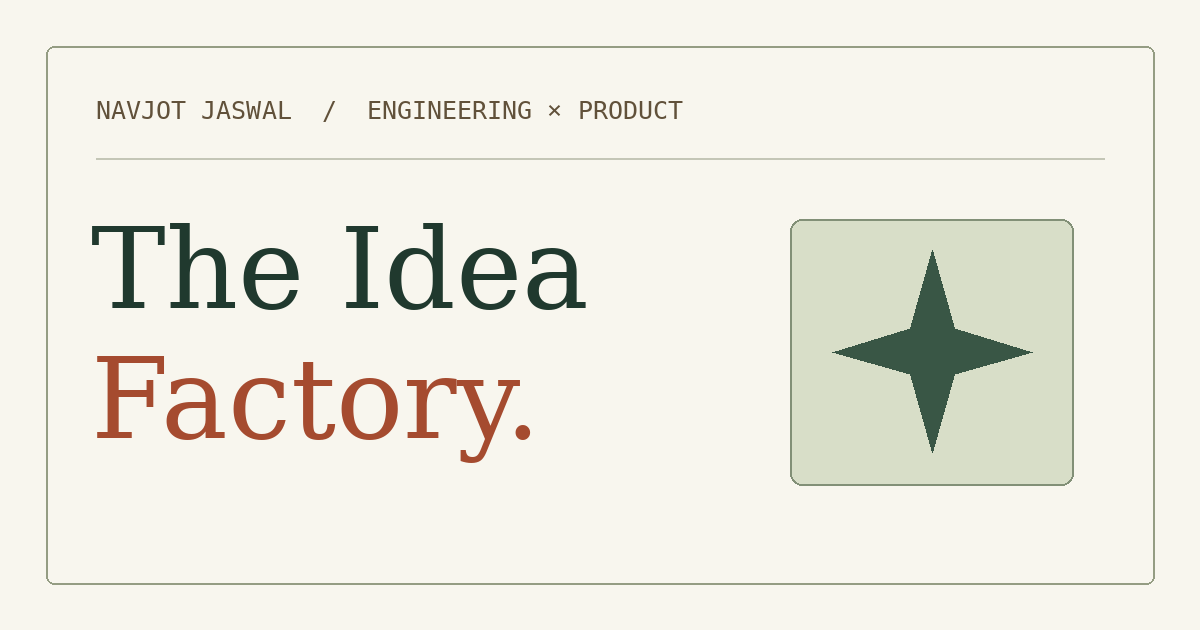 NAVJOT JASWAL / ENGINEERING × PRODUCT
The Idea
Factory.